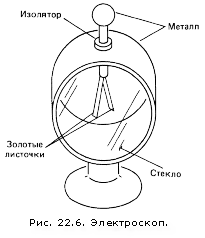 Изолятор
Металл
Золотые
листочки
Стекло
Рис. 22.6. Электроскоп.